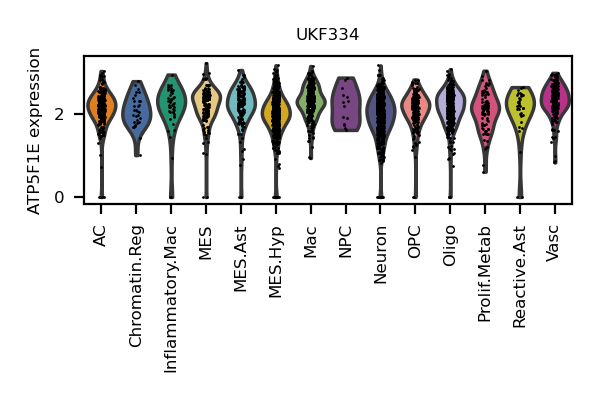 UKF334
ATP5F1E expression
2
0
AC
Chromatin.Reg
Inflammatory.Mac
MES
MES.Ast
MES.Hyp
Mac
NPC
Neuron
OPC
Oligo
Prolif.Metab
Reactive.Ast
Vasc